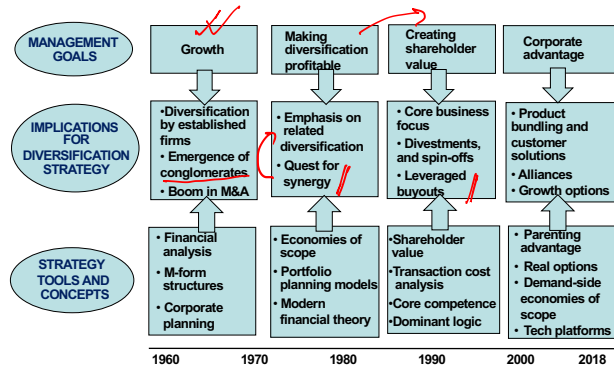 MANAGEMENT
GOALS
Growth
Making
diversification
profitable
Creating
shareholder
value
Corporate
advantage
IMPLICATIONS
FOR
DIVERSIFICATION
STRATEGY
•Diversification
by established
firms
• Emergence of
conglomerates
• Boom in M&A
• Emphasis on
related
diversification
• Quest for
synergy
• Core business
focus
• Divestments,
and spin-offs
• Leveraged
buyouts
• Product
bundling and
customer
solutions
• Alliances
• Growth options
STRATEGY
TOOLS AND
CONCEPTS
• Financial
analysis
• M-form
structures
• Corporate
planning
•Economies of
scope
• Portfolio
planning models
• Modern
financial theory
•Shareholder
value
•Transaction cost
analysis
• Core competence
• Dominant logic
• Parenting
advantage
• Real options
• Demand-side
economies of
scope
• Tech platforms
1960 1970 1980 1990 2000 2018